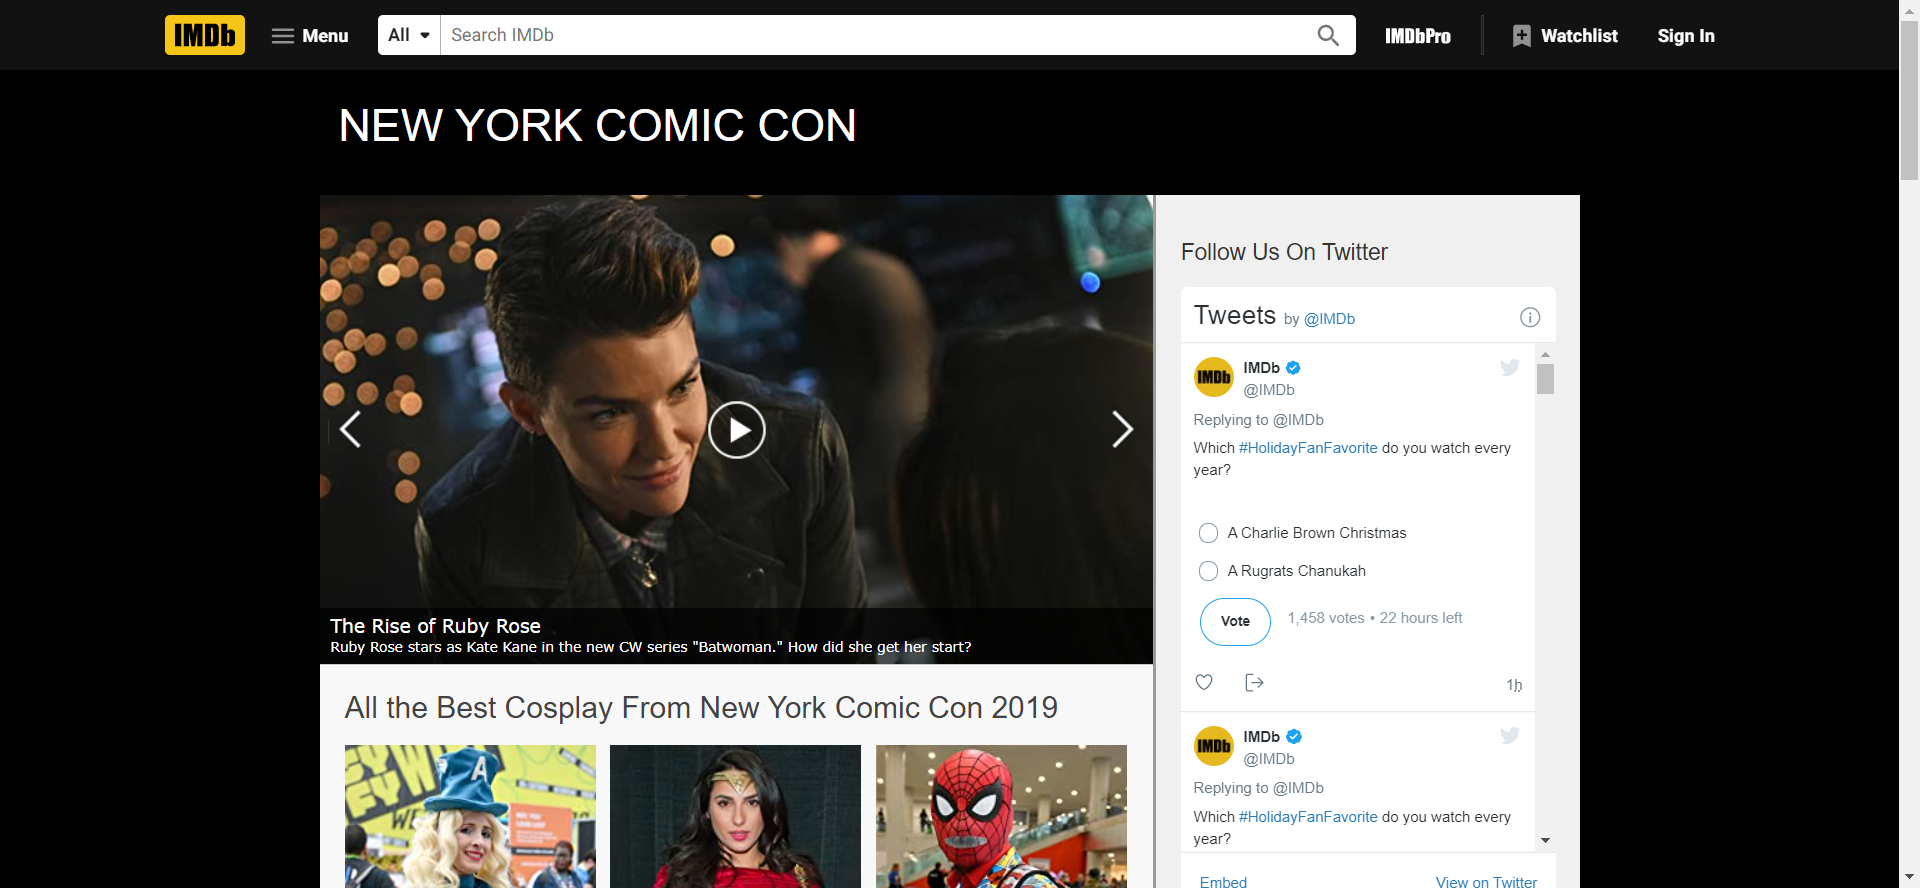 IMDb
Menu
All
Search IMDb
IMDbPro
Watchlist
Sign In
NEW YORK COMIC CON
The Rise of Ruby Rose
Ruby Rose stars as Kate Kane in the new CW series "Batwoman." How did she get her start?
All the Best Cosplay From New York Comic Con 2019
A
Follow Us On Twitter
Tweets by @IMDb
IMDb
IMDb
@IMDb
Replying to @IMDb
Which #HolidayFanFavorite do you watch every
year?
A Charlie Brown Christmas
A Rugrats Chanukah
Vote
1,458 votes • 22 hours left
1h
IMDb
IMDb
@IMDb
Replying to @IMDb
Which #HolidayFanFavorite do you watch every
year?
Embed
View on Twitter